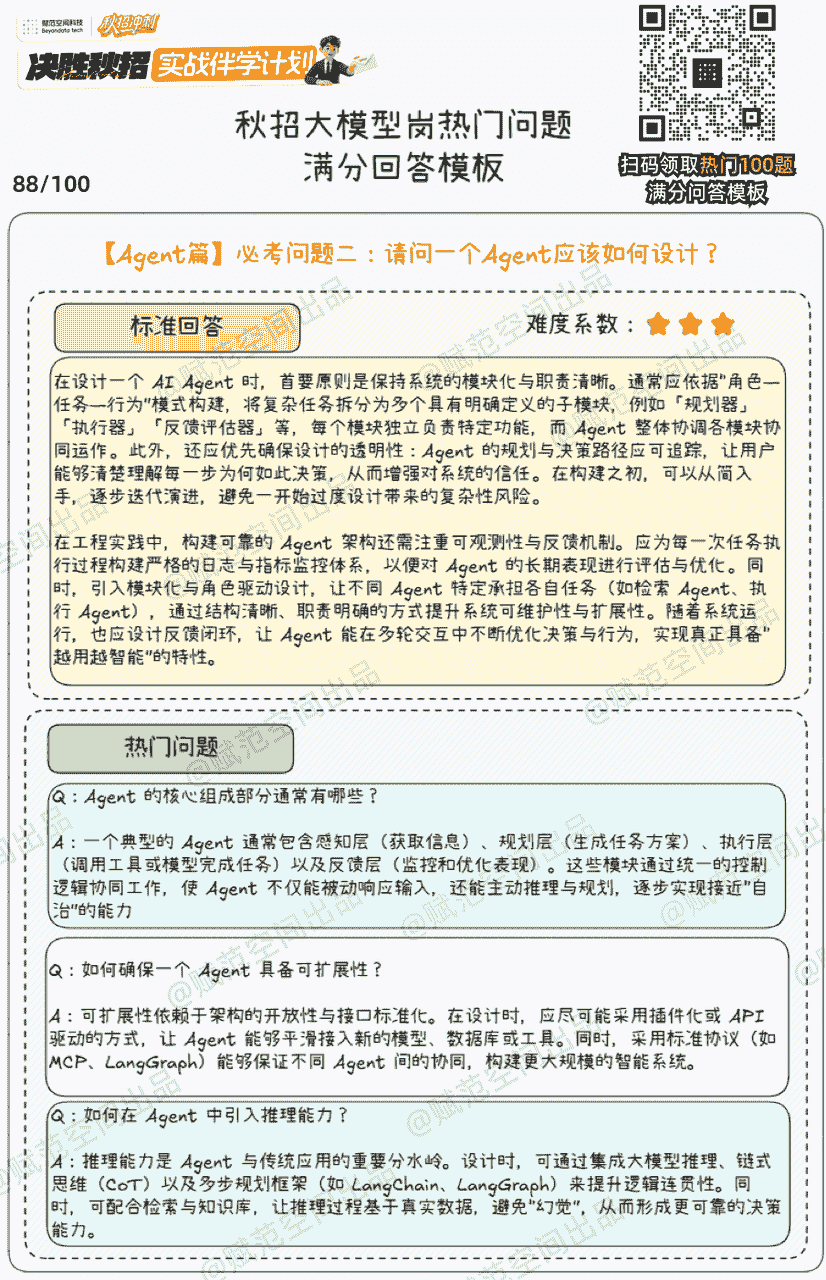 赋范空间科技
Beyondata tech
秋招冲刺
决胜秋招 实战伴学计划
秋招大模型岗热门问题
满分回答模板
88/100
扫码领取热门100题
满分问答模板
【Agent篇】必考问题二：请问一个Agent应该如何设计？
标准回答
难度系数：
在设计一个 AI Agent 时，首要原则是保持系统的模块化与职责清晰。通常应依据"角色—
任务—行为"模式构建，将复杂任务拆分为多个具有明确定义的子模块，例如「规划器」
「执行器」「反馈评估器」等，每个模块独立负责特定功能，而 Agent 整体协调各模块协
同运作。此外，还应优先确保设计的透明性：Agent 的规划与决策路径应可追踪，让用户
能够清楚理解每一步为何如此决策，从而增强对系统的信任。在构建之初，可以从简入
手，逐步迭代演进，避免一开始过度设计带来的复杂性风险。
在工程实践中，构建可靠的 Agent 架构还需注重可观测性与反馈机制。应为每一次任务执
行过程构建严格的日志与指标监控体系，以便对 Agent 的长期表现进行评估与优化。同
时，引入模块化与角色驱动设计，让不同 Agent 特定承担各自任务（如检索 Agent、执
行 Agent），通过结构清晰、职责明确的方式提升系统可维护性与扩展性。随着系统运
行，也应设计反馈闭环，让 Agent 能在多轮交互中不断优化决策与行为，实现真正具备"
越用越智能"的特性。
热门问题
Q：Agent 的核心组成部分通常有哪些？
A：一个典型的 Agent 通常包含感知层（获取信息）、规划层（生成任务方案）、执行层
（调用工具或模型完成任务）以及反馈层（监控和优化表现）。这些模块通过统一的控制
逻辑协同工作，使 Agent 不仅能被动响应输入，还能主动推理与规划，逐步实现接近"自
治"的能力
Q：如何确保一个 Agent 具备可扩展性？
A：可扩展性依赖于架构的开放性与接口标准化。在设计时，应尽可能采用插件化或 API
驱动的方式，让 Agent 能够平滑接入新的模型、数据库或工具。同时，采用标准协议（如
MCP、LangGraph）能够保证不同 Agent 间的协同，构建更大规模的智能系统。
Q：如何在 Agent 中引入推理能力？
A：推理能力是 Agent 与传统应用的重要分水岭。设计时，可通过集成大模型推理、链式
思维（CoT）以及多步规划框架（如 LangChain、LangGraph）来提升逻辑连贯性。同
时，可配合检索与知识库，让推理过程基于真实数据，避免"幻觉"，从而形成更可靠的决策
能力。
@赋范空间出品